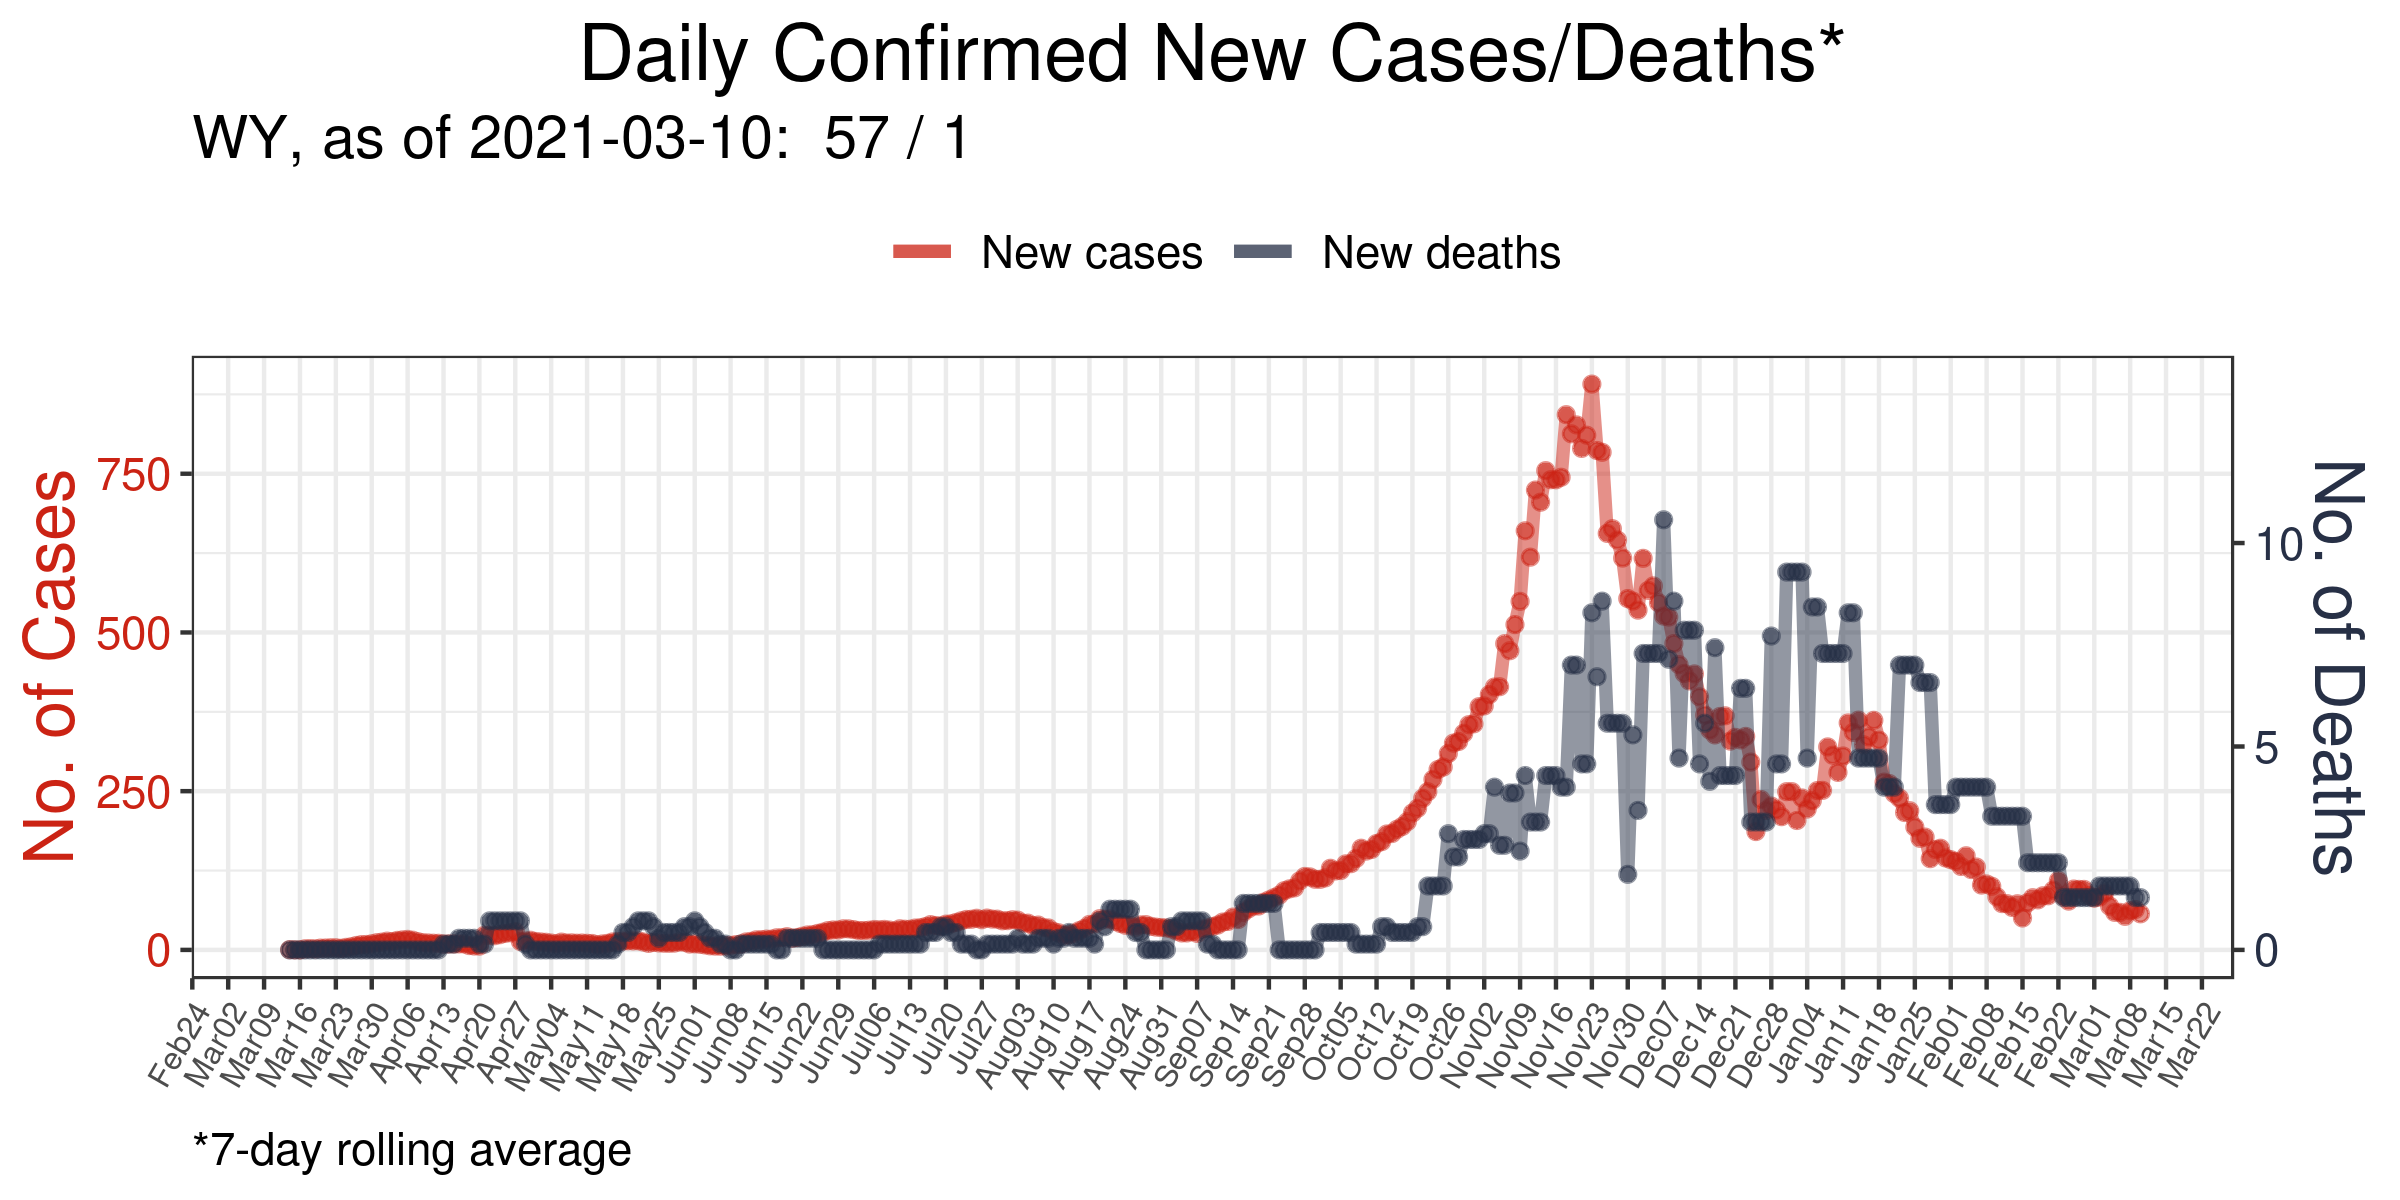 Daily Confirmed New Cases/Deaths*
WY, as of 2021-03-10:  57 / 1
New cases
New deaths
No. of Cases
750
500
250
0
No. of Deaths
10
5
0
Feb24
Mar02
Mar09
Mar16
Mar23
Mar30
Apr06
Apr13
Apr20
Apr27
May04
May11
May18
May25
Jun01
Jun08
Jun15
Jun22
Jun29
Jul06
Jul13
Jul20
Jul27
Aug03
Aug10
Aug17
Aug24
Aug31
Sep07
Sep14
Sep21
Sep28
Oct05
Oct12
Oct19
Oct26
Nov02
Nov09
Nov16
Nov23
Nov30
Dec07
Dec14
Dec21
Dec28
Jan04
Jan11
Jan18
Jan25
Feb01
Feb08
Feb15
Feb22
Mar01
Mar08
Mar15
Mar22
*7-day rolling average